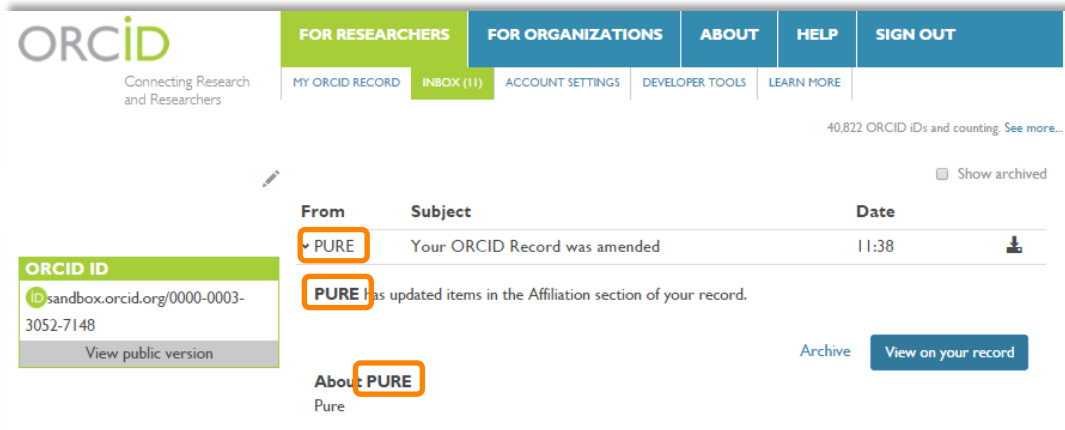 ORCiD
Connecting Research
and Researchers
FOR RESEARCHERS FOR ORGANIZATIONS ABOUT HELP SIGN OUT
MY ORCID RECORD INBOX (11) ACCOUNT SETTINGS DEVELOPER TOOLS LEARN MORE
40,822 ORCID iDs and counting. See more...
Show archived
From Subject Date
PURE Your ORCID Record was amended 11:38
PURE has updated items in the Affiliation section of your record.
Archive View on your record
About PURE
Pure
ORCID ID
iD sandbox.orcid.org/0000-0003-
3052-7148
View public version